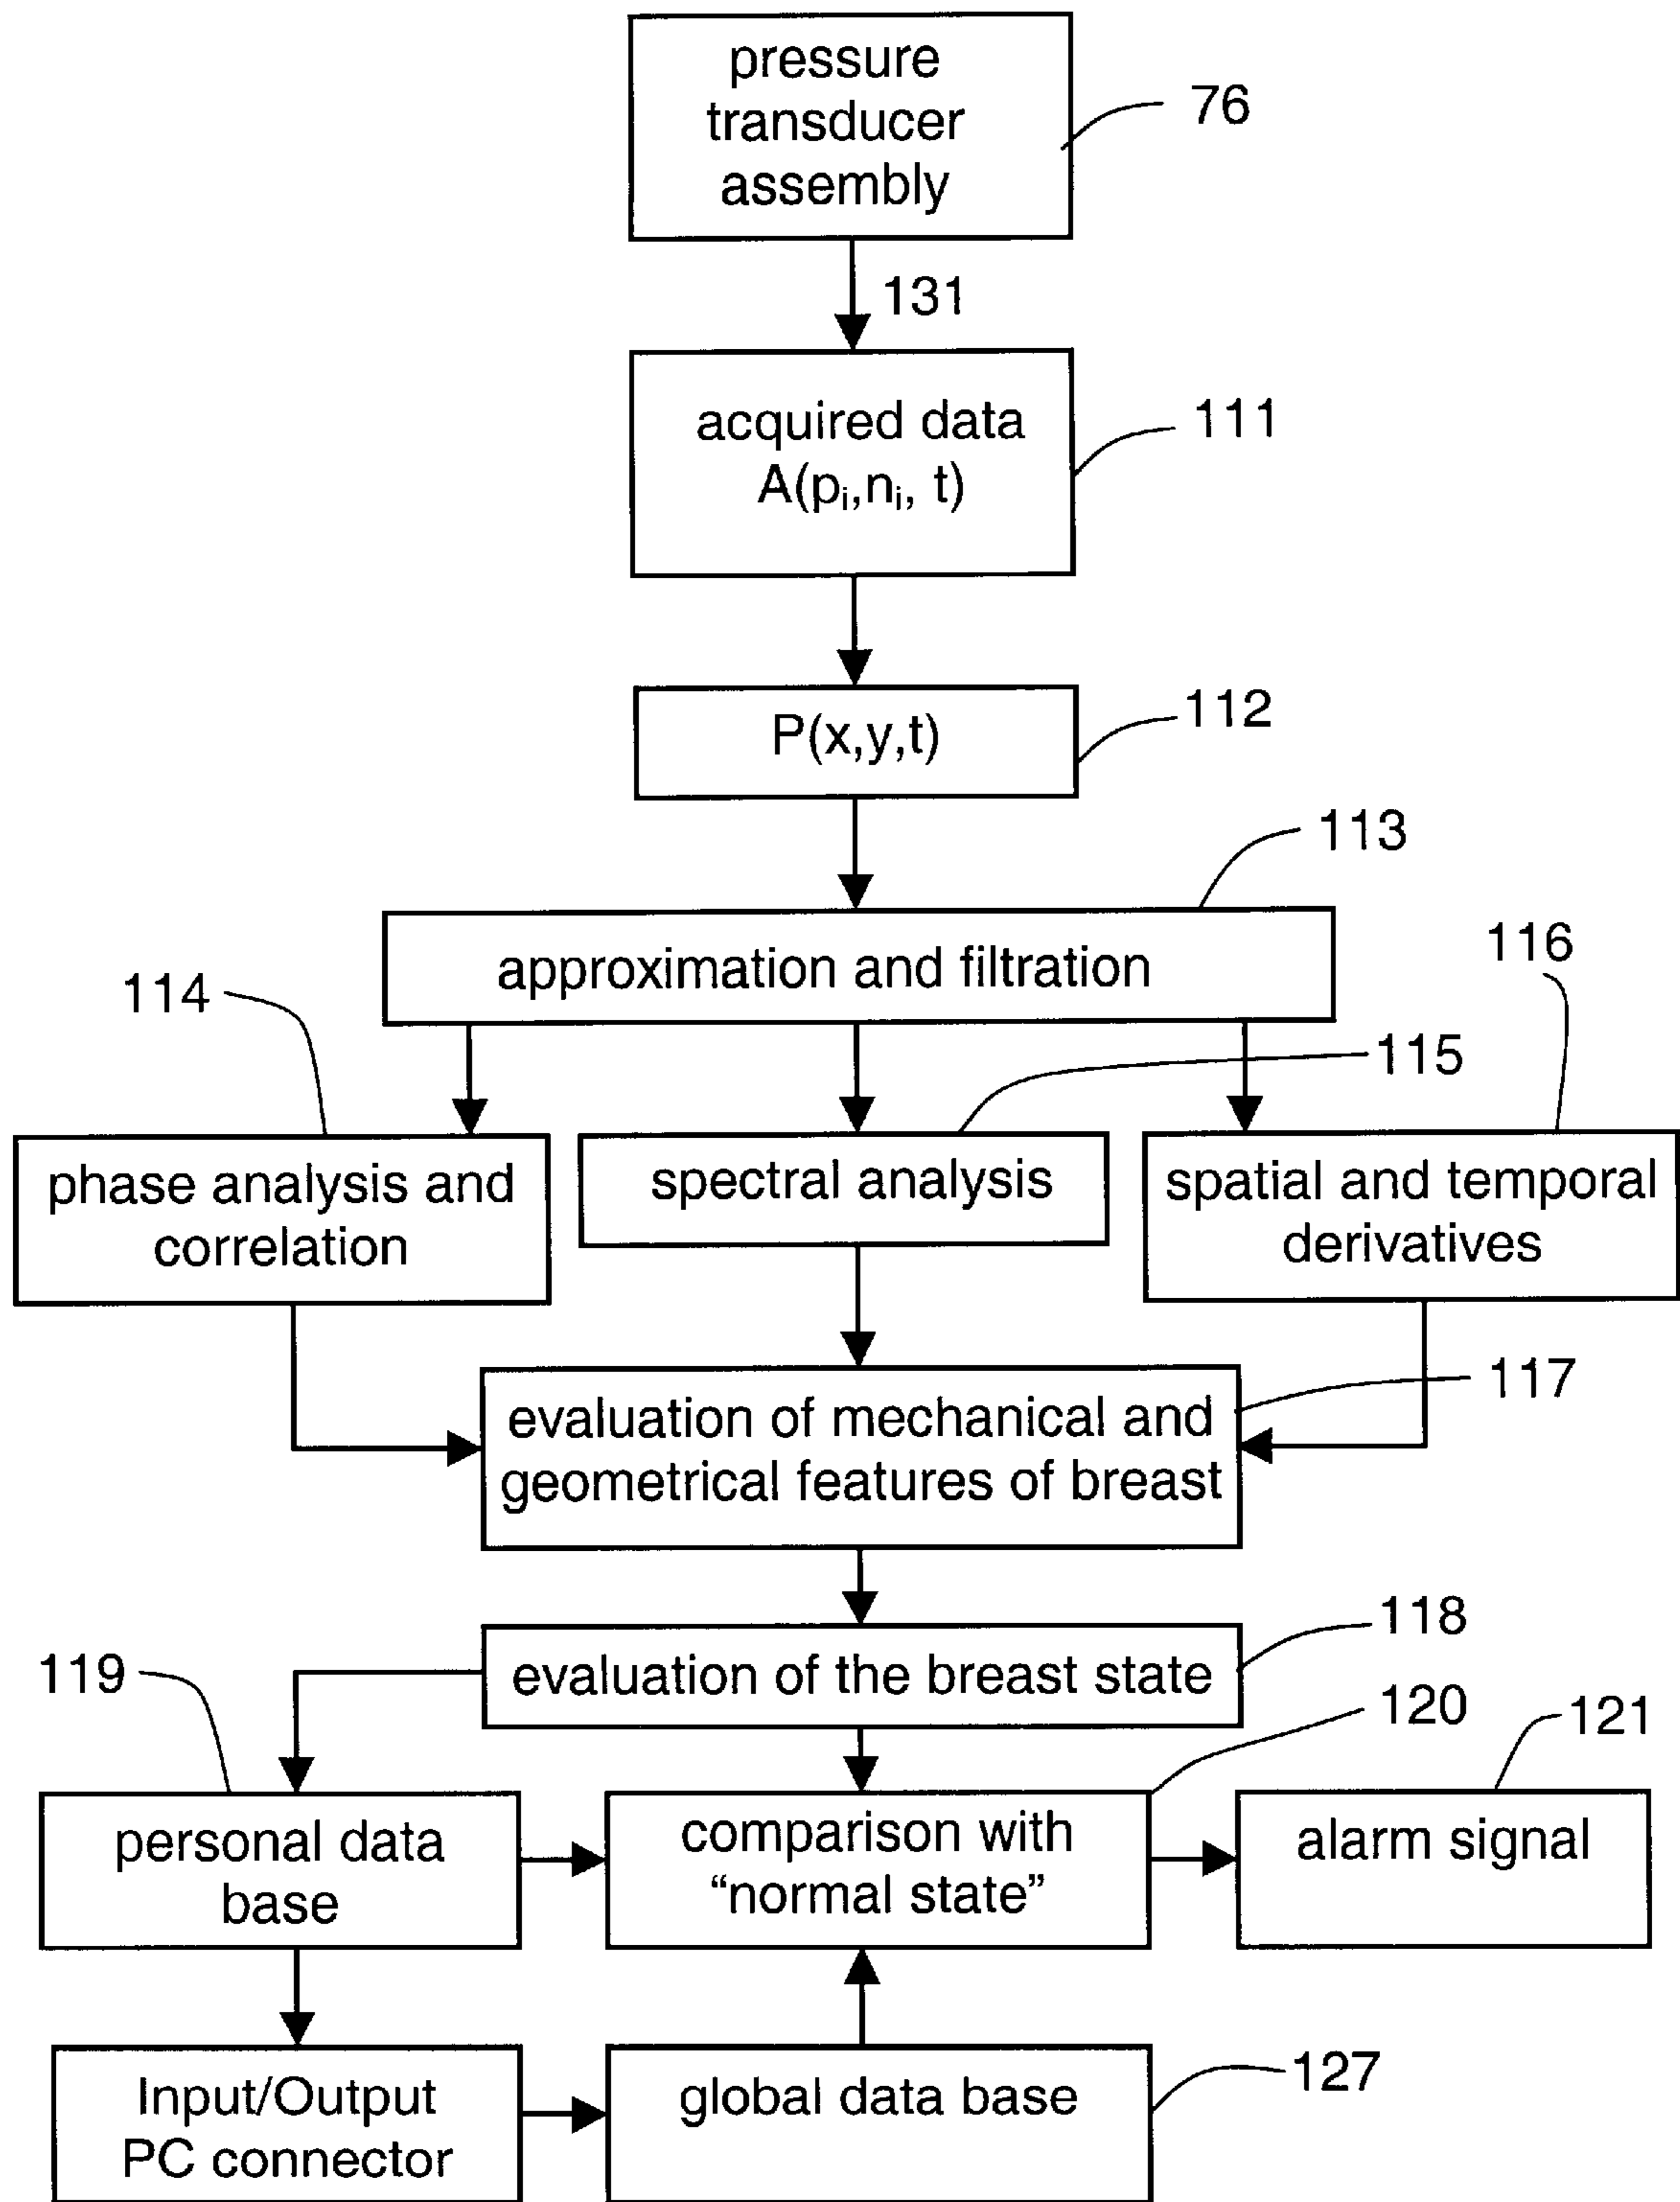 pressure
transducer
assembly
76
131
acquired data
A(pᵢ,nᵢ, t)
111
P(x,y,t)
112
113
approximation and filtration
114
115
116
phase analysis and
correlation
spectral analysis
spatial and temporal
derivatives
evaluation of mechanical and
geometrical features of breast
117
evaluation of the breast state
118
119
120
121
personal data
base
comparison with
“normal state”
alarm signal
Input/Output
PC connector
global data base
127